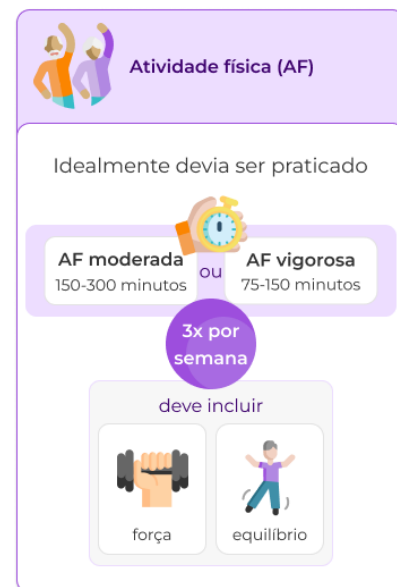 Atividade física (AF)
Idealmente devia ser praticado
AF moderada
150-300 minutos
ou
AF vigorosa
75-150 minutos
3x por
semana
deve incluir
força
equilíbrio